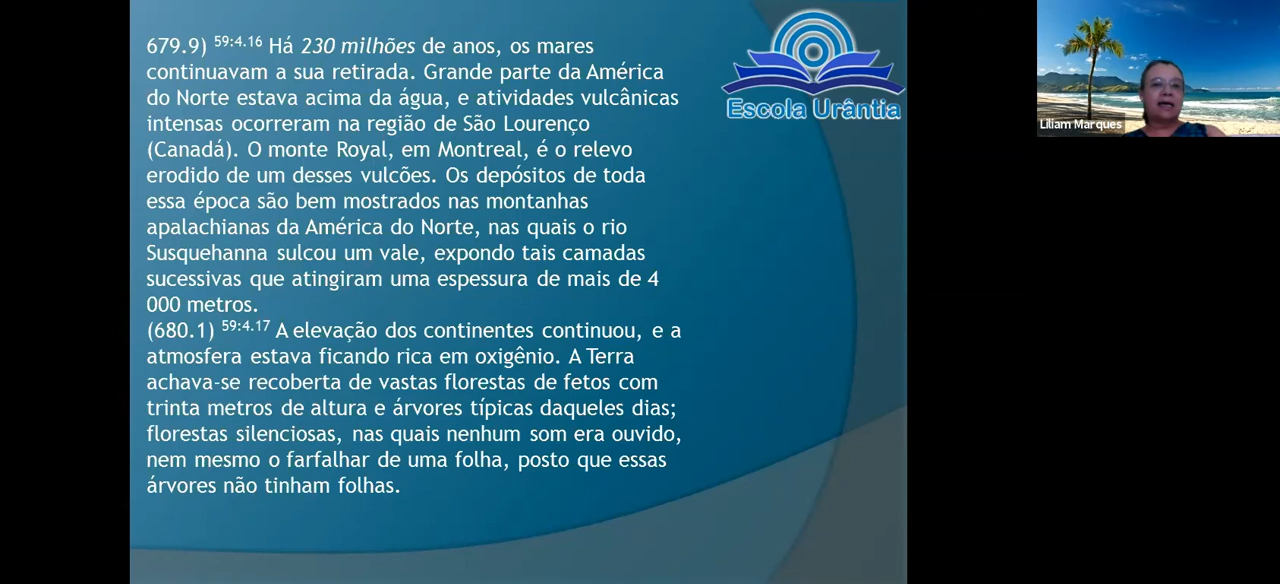 679.9) 59:4.16 Há 230 milhões de anos, os mares
continuavam a sua retirada. Grande parte da América
do Norte estava acima da água, e atividades vulcânicas
intensas ocorreram na região de São Lourenço
(Canadá). O monte Royal, em Montreal, é o relevo
erodido de um desses vulcões. Os depósitos de toda
essa época são bem mostrados nas montanhas
apalachianas da América do Norte, nas quais o rio
Susquehanna sulcou um vale, expondo tais camadas
sucessivas que atingiram uma espessura de mais de 4
000 metros.
(680.1) 59:4.17 A elevação dos continentes continuou, e a
atmosfera estava ficando rica em oxigênio. A Terra
achava-se recoberta de vastas florestas de fetos com
trinta metros de altura e árvores típicas daqueles dias;
florestas silenciosas, nas quais nenhum som era ouvido,
nem mesmo o farfalhar de uma folha, posto que essas
árvores não tinham folhas.
Escola Urântia
Liliam Marques